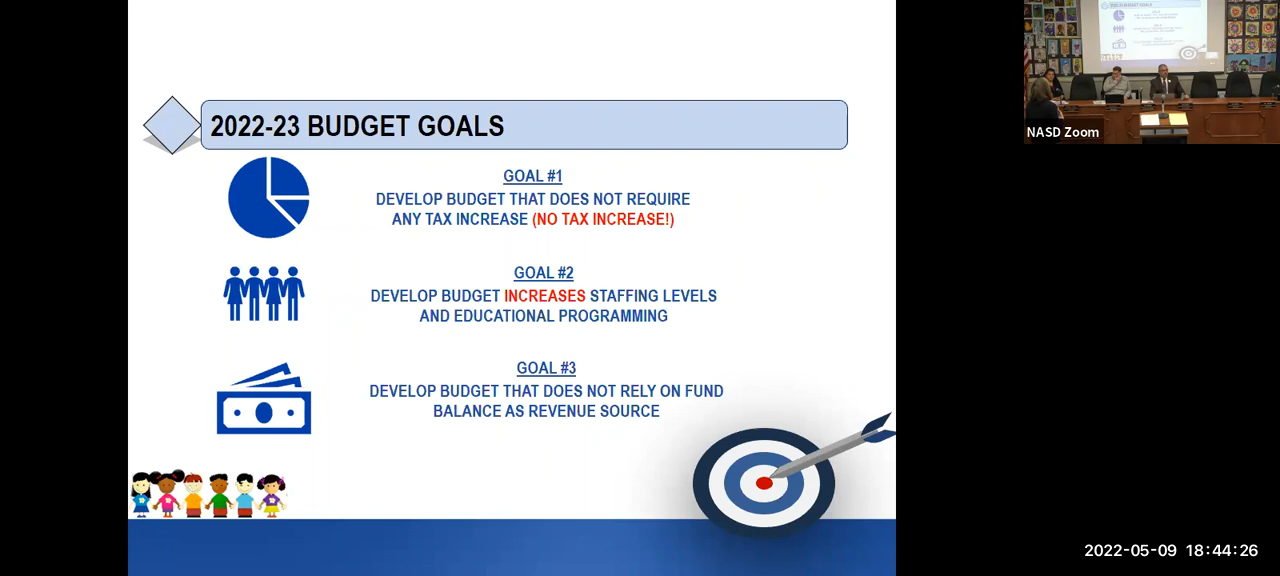 2022-23 BUDGET GOALS
GOAL #1
DEVELOP BUDGET THAT DOES NOT REQUIRE
ANY TAX INCREASE (NO TAX INCREASE!)
GOAL #2
DEVELOP BUDGET INCREASES STAFFING LEVELS
AND EDUCATIONAL PROGRAMMING
GOAL #3
DEVELOP BUDGET THAT DOES NOT RELY ON FUND
BALANCE AS REVENUE SOURCE
NASD Zoom
2022-05-09 18:44:26